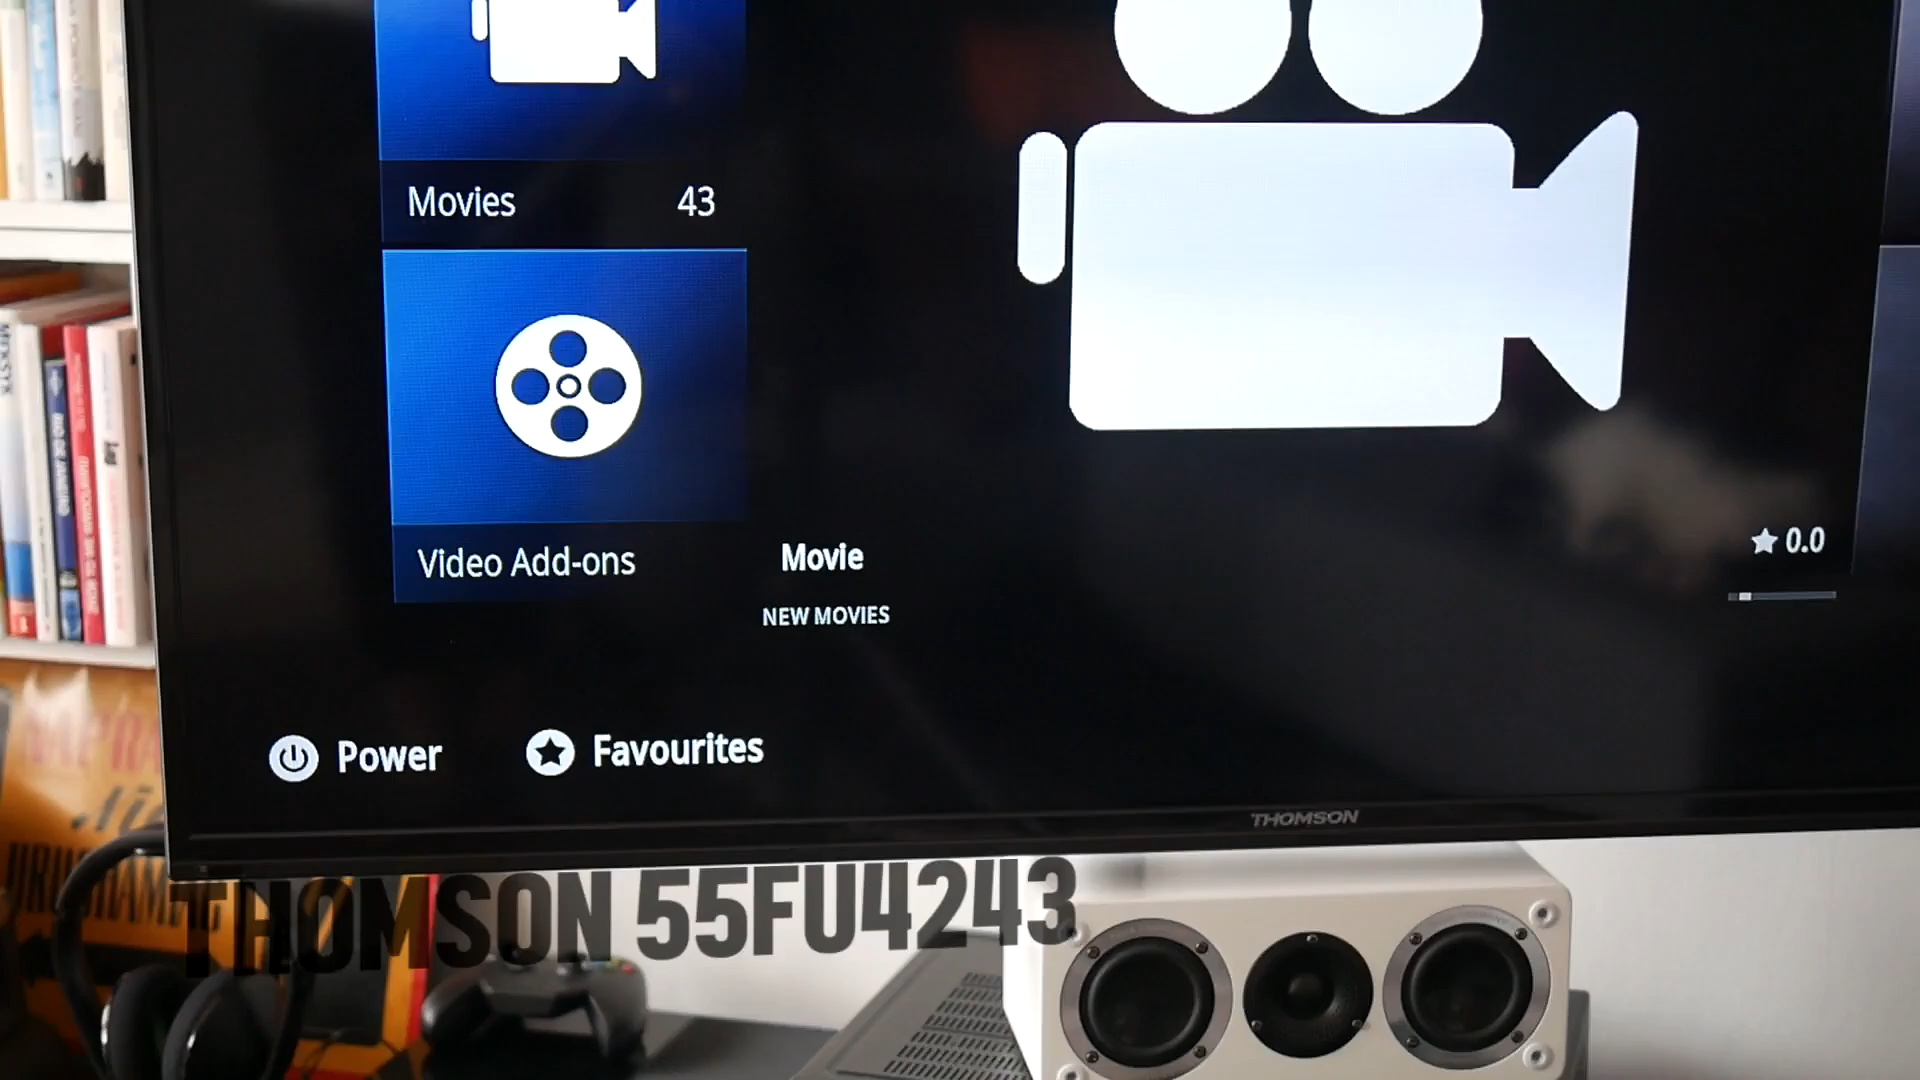 Movies 43
Video Add-ons
Movie
NEW MOVIES
0.0
Power
Favourites
THOMSON
THOMSON 55FU4243